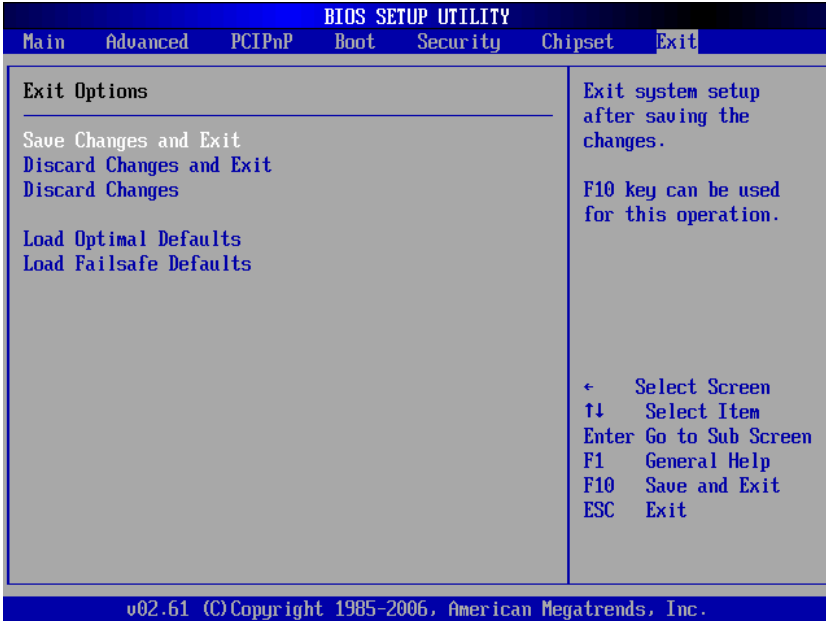 BIOS SETUP UTILITY
Main Advanced PCIPnP Boot Security Chipset Exit
Exit Options
Save Changes and Exit
Discard Changes and Exit
Discard Changes
Load Optimal Defaults
Load Failsafe Defaults
Exit system setup
after saving the
changes.
F10 key can be used
for this operation.
← Select Screen
↑↓ Select Item
Enter Go to Sub Screen
F1 General Help
F10 Save and Exit
ESC Exit
v02.61 (C)Copyright 1985-2006, American Megatrends, Inc.